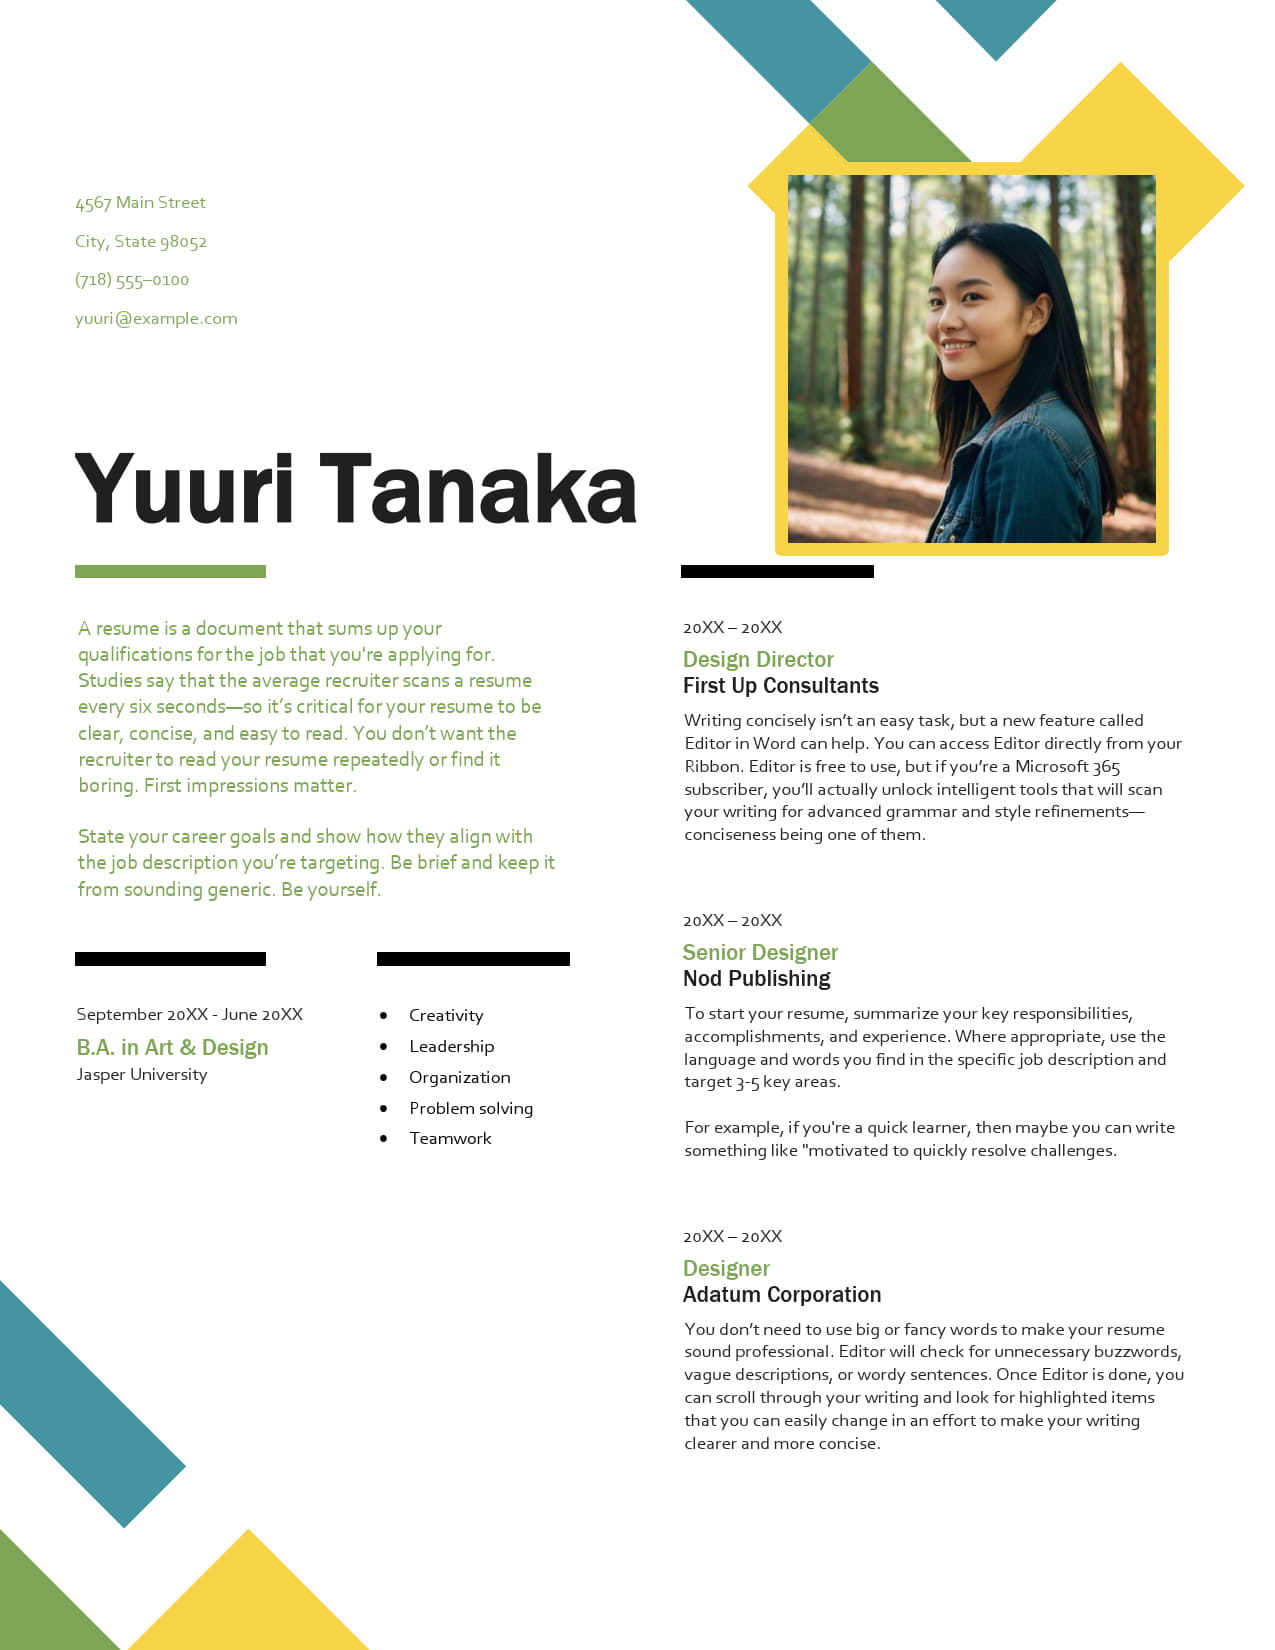 4567 Main Street
City, State 98052
(718) 555–0100
yuuri@example.com
Yuuri Tanaka
A resume is a document that sums up your
qualifications for the job that you're applying for.
Studies say that the average recruiter scans a resume
every six seconds—so it’s critical for your resume to be
clear, concise, and easy to read. You don’t want the
recruiter to read your resume repeatedly or find it
boring. First impressions matter.
State your career goals and show how they align with
the job description you’re targeting. Be brief and keep it
from sounding generic. Be yourself.
September 20XX - June 20XX
B.A. in Art & Design
Jasper University
• Creativity
• Leadership
• Organization
• Problem solving
• Teamwork
20XX – 20XX
Design Director
First Up Consultants
Writing concisely isn’t an easy task, but a new feature called
Editor in Word can help. You can access Editor directly from your
Ribbon. Editor is free to use, but if you’re a Microsoft 365
subscriber, you’ll actually unlock intelligent tools that will scan
your writing for advanced grammar and style refinements—
conciseness being one of them.
20XX – 20XX
Senior Designer
Nod Publishing
To start your resume, summarize your key responsibilities,
accomplishments, and experience. Where appropriate, use the
language and words you find in the specific job description and
target 3-5 key areas.
For example, if you're a quick learner, then maybe you can write
something like "motivated to quickly resolve challenges.
20XX – 20XX
Designer
Adatum Corporation
You don’t need to use big or fancy words to make your resume
sound professional. Editor will check for unnecessary buzzwords,
vague descriptions, or wordy sentences. Once Editor is done, you
can scroll through your writing and look for highlighted items
that you can easily change in an effort to make your writing
clearer and more concise.